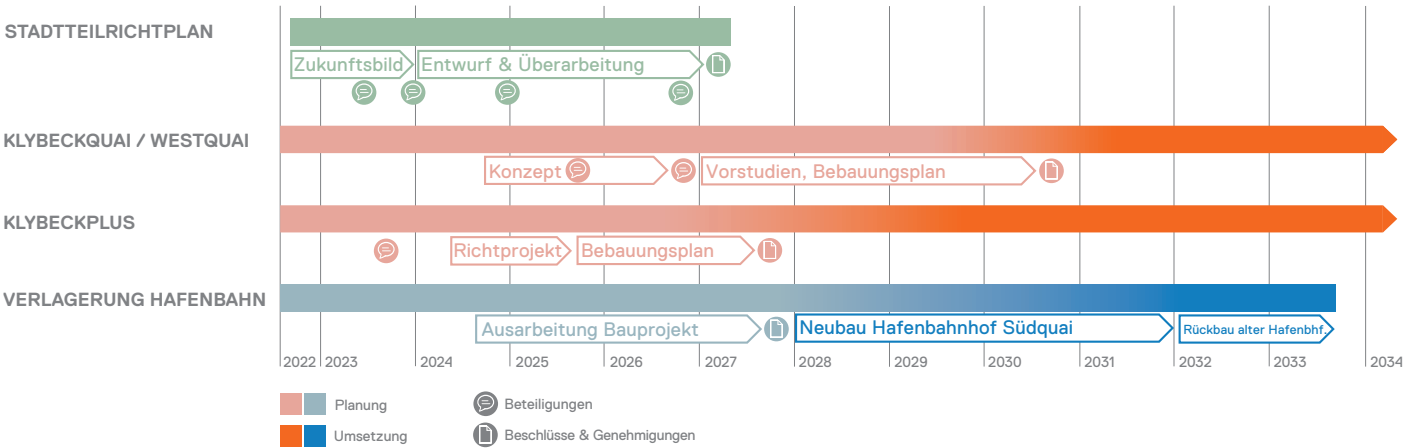 STADTTEILRICHTPLAN
Zukunftsbild
Entwurf & Überarbeitung
KLYBECKQUAI / WESTQUAI
Konzept
Vorstudien, Bebauungsplan
KLYBECKPLUS
Richtprojekt
Bebauungsplan
VERLAGERUNG HAFENBAHN
Ausarbeitung Bauprojekt
Neubau Hafenbahnhof Südquai
Rückbau alter Hafenbhf.
2022 2023 2024 2025 2026 2027 2028 2029 2030 2031 2032 2033 2034
Planung
Beteiligungen
Umsetzung
Beschlüsse & Genehmigungen